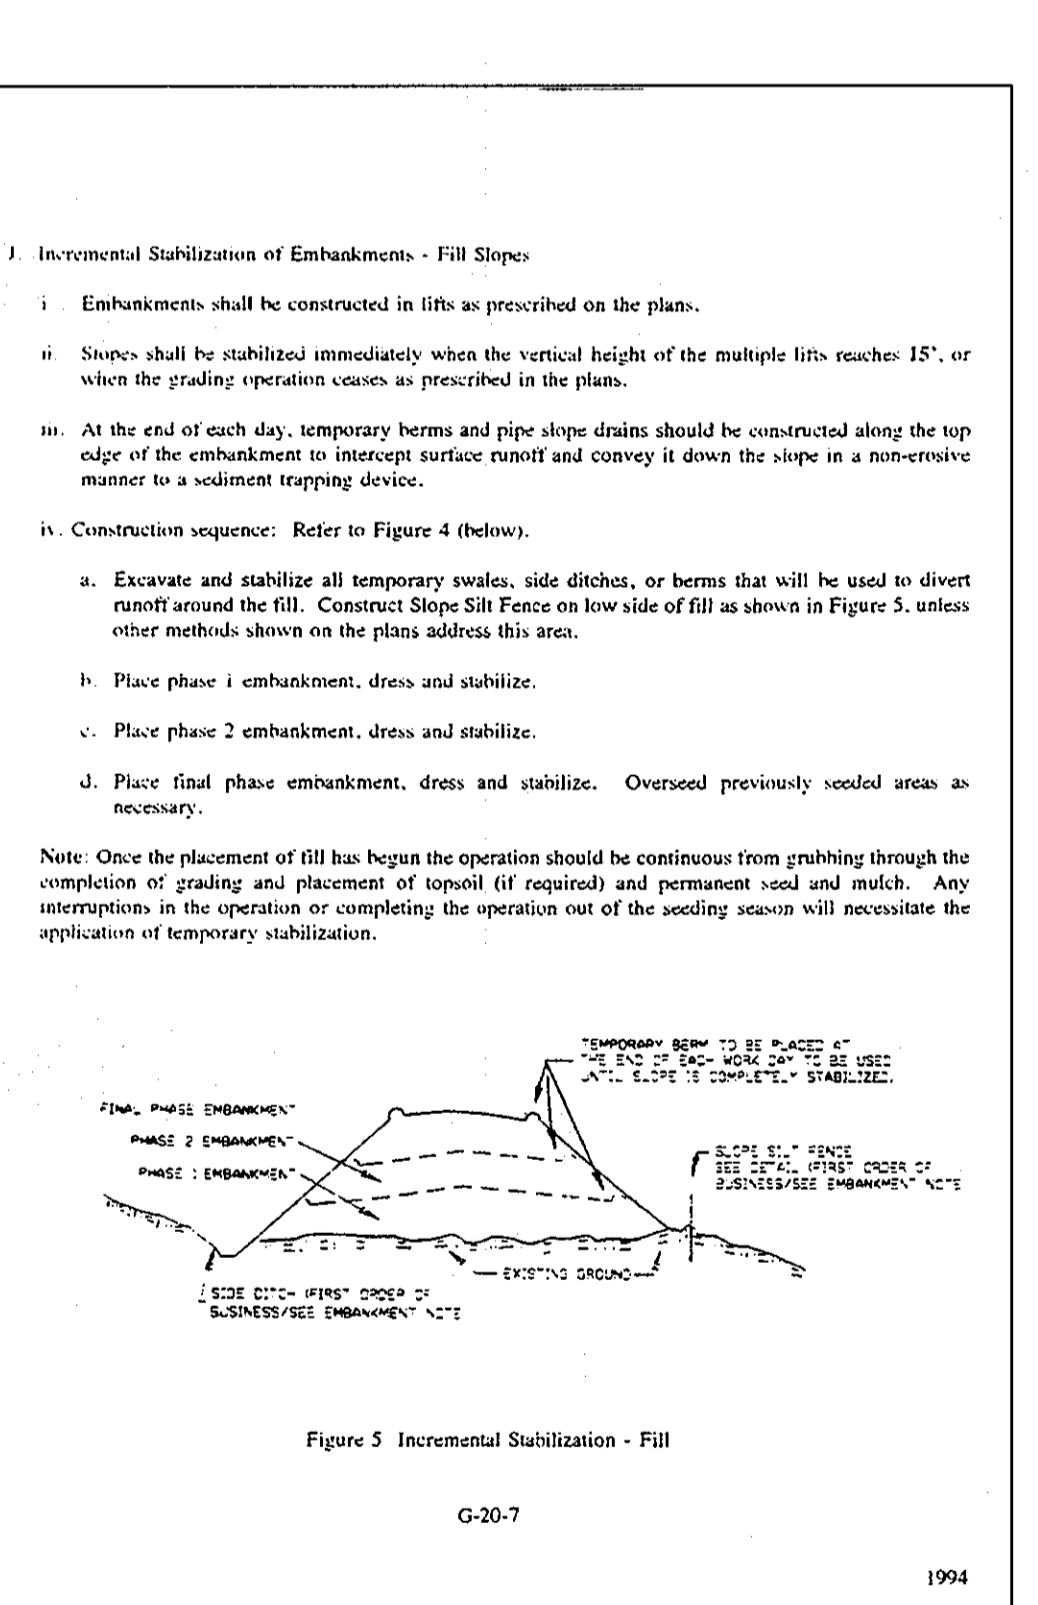 J. Incremental Stabilization of Embankments - Fill Slopes
i. Embankments shall be constructed in lifts as prescribed on the plans.
ii. Slopes shall be stabilized immediately when the vertical height of the multiple lifts reaches 15', or
when the grading operation ceases as prescribed in the plans.
iii. At the end of each day, temporary berms and pipe slope drains should be constructed along the top
edge of the embankment to intercept surface runoff and convey it down the slope in a non-erosive
manner to a sediment trapping device.
iv. Construction sequence: Refer to Figure 4 (below).
a. Excavate and stabilize all temporary swales, side ditches, or berms that will be used to divert
runoff around the fill. Construct Slope Silt Fence on low side of fill as shown in Figure 5, unless
other methods shown on the plans address this area.
b. Place phase 1 embankment, dress and stabilize.
c. Place phase 2 embankment, dress and stabilize.
d. Place final phase embankment, dress and stabilize. Overseed previously seeded areas as
necessary.
Note: Once the placement of fill has begun the operation should be continuous from grubbing through the
completion of grading and placement of topsoil (if required) and permanent seed and mulch. Any
interruptions in the operation or completing the operation out of the seeding season will necessitate the
application of temporary stabilization.
TEMPORARY BERM TO BE PLACED AT
THE END OF EACH WORK DAY TO BE USED
UNTIL SLOPE IS COMPLETELY STABILIZED.
FINAL PHASE EMBANKMENT
PHASE 2 EMBANKMENT
PHASE 1 EMBANKMENT
SLOPE SILT FENCE
SEE DETAIL (FIRST ORDER OF
BUSINESS/SEE EMBANKMENT NOTE
EXISTING GROUND
SIDE DITCH (FIRST ORDER OF
BUSINESS/SEE EMBANKMENT NOTE
Figure 5 Incremental Stabilization - Fill
G-20-7
1994